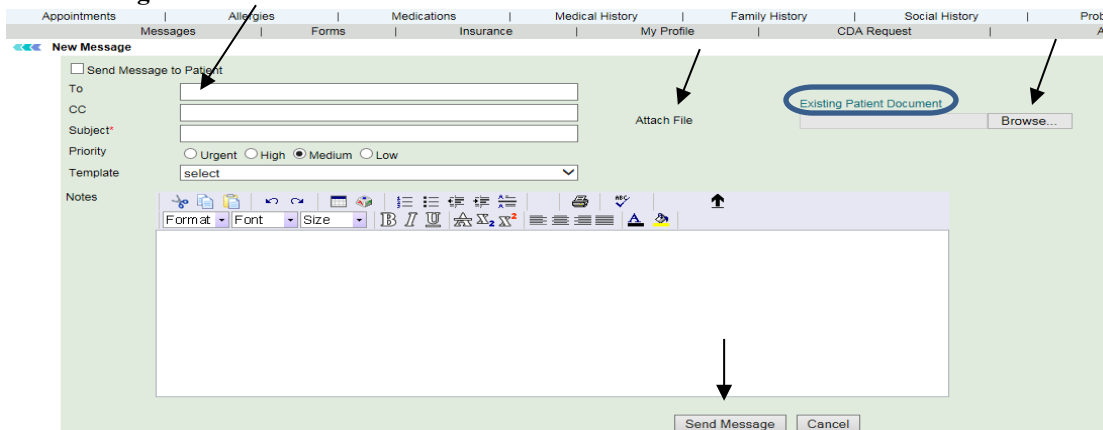 Appointments | Allergies | Medications | Medical History | Family History | Social History |
Messages | Forms | Insurance | My Profile | CDA Request |
New Message
Send Message to Patient
To
CC
Subject*
Priority Urgent High Medium Low
Template select
Attach File
Existing Patient Document
Browse...
Notes
ABC
Format Font Size B I U
Send Message Cancel